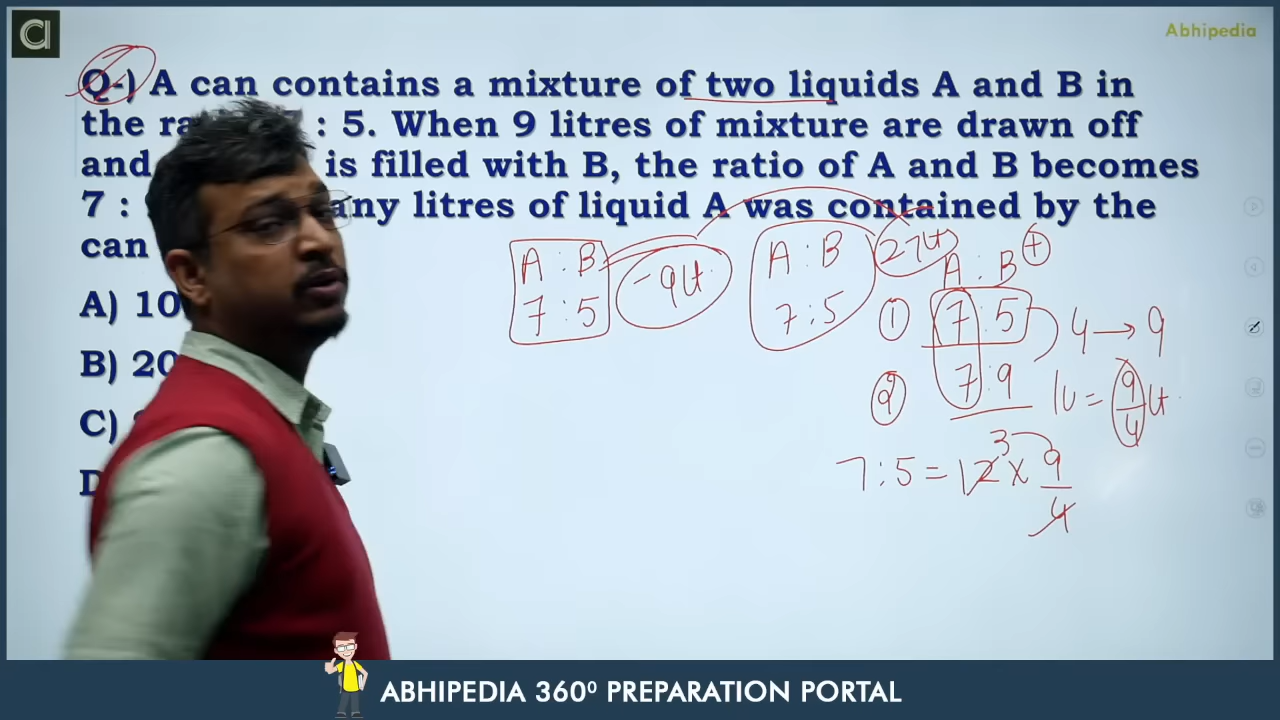 Abhipedia
Q-) A can contains a mixture of two liquids A and B in
the : 5. When 9 litres of mixture are drawn off
and is filled with B, the ratio of A and B becomes
7 : litres of liquid A was contained by the
can
A : B
7 : 5
-9lt
A : B
7 : 5
27lt
A : B +
① 7 : 5
4 → 9
② 7 : 9
1u = 9/4 lt
7 : 5 = 12 3 × 9/4
A) 10
B) 20
C)
D
ABHIPEDIA 360⁰ PREPARATION PORTAL